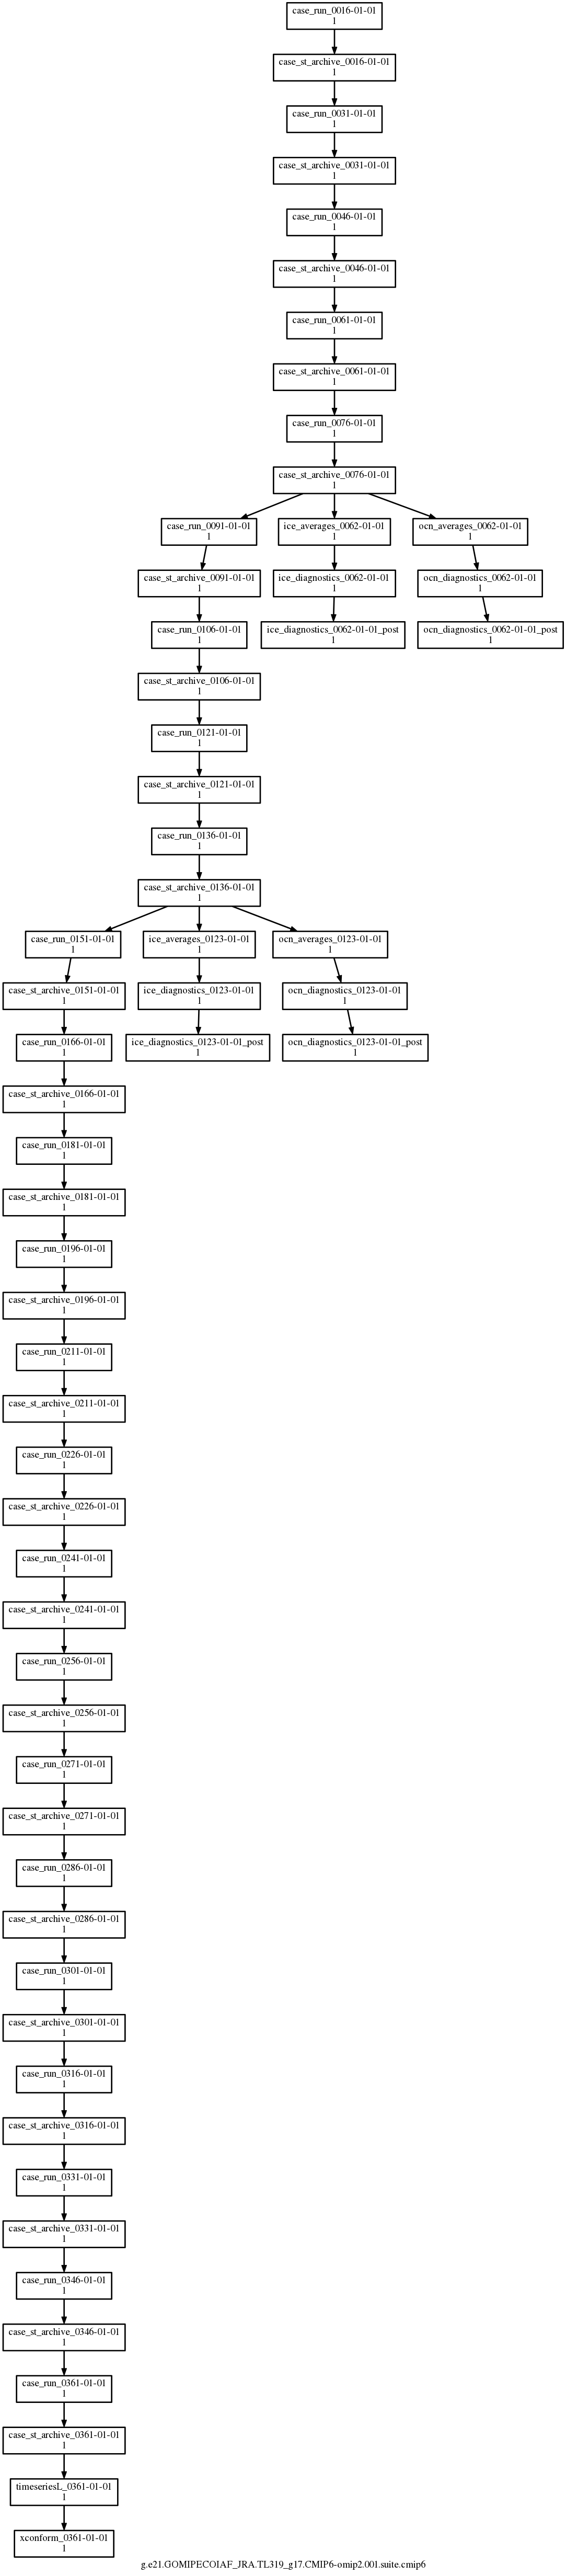 case_run_0016-01-01
1
case_st_archive_0016-01-01
1
case_run_0031-01-01
1
case_st_archive_0031-01-01
1
case_run_0046-01-01
1
case_st_archive_0046-01-01
1
case_run_0061-01-01
1
case_st_archive_0061-01-01
1
case_run_0076-01-01
1
case_st_archive_0076-01-01
1
case_run_0091-01-01
1
ice_averages_0062-01-01
1
ocn_averages_0062-01-01
1
case_st_archive_0091-01-01
1
ice_diagnostics_0062-01-01
1
ocn_diagnostics_0062-01-01
1
case_run_0106-01-01
1
ice_diagnostics_0062-01-01_post
1
ocn_diagnostics_0062-01-01_post
1
case_st_archive_0106-01-01
1
case_run_0121-01-01
1
case_st_archive_0121-01-01
1
case_run_0136-01-01
1
case_st_archive_0136-01-01
1
case_run_0151-01-01
1
ice_averages_0123-01-01
1
ocn_averages_0123-01-01
1
case_st_archive_0151-01-01
1
ice_diagnostics_0123-01-01
1
ocn_diagnostics_0123-01-01
1
case_run_0166-01-01
1
ice_diagnostics_0123-01-01_post
1
ocn_diagnostics_0123-01-01_post
1
case_st_archive_0166-01-01
1
case_run_0181-01-01
1
case_st_archive_0181-01-01
1
case_run_0196-01-01
1
case_st_archive_0196-01-01
1
case_run_0211-01-01
1
case_st_archive_0211-01-01
1
case_run_0226-01-01
1
case_st_archive_0226-01-01
1
case_run_0241-01-01
1
case_st_archive_0241-01-01
1
case_run_0256-01-01
1
case_st_archive_0256-01-01
1
case_run_0271-01-01
1
case_st_archive_0271-01-01
1
case_run_0286-01-01
1
case_st_archive_0286-01-01
1
case_run_0301-01-01
1
case_st_archive_0301-01-01
1
case_run_0316-01-01
1
case_st_archive_0316-01-01
1
case_run_0331-01-01
1
case_st_archive_0331-01-01
1
case_run_0346-01-01
1
case_st_archive_0346-01-01
1
case_run_0361-01-01
1
case_st_archive_0361-01-01
1
timeseriesL_0361-01-01
1
xconform_0361-01-01
1
g.e21.GOMIPECOIAF_JRA.TL319_g17.CMIP6-omip2.001.suite.cmip6